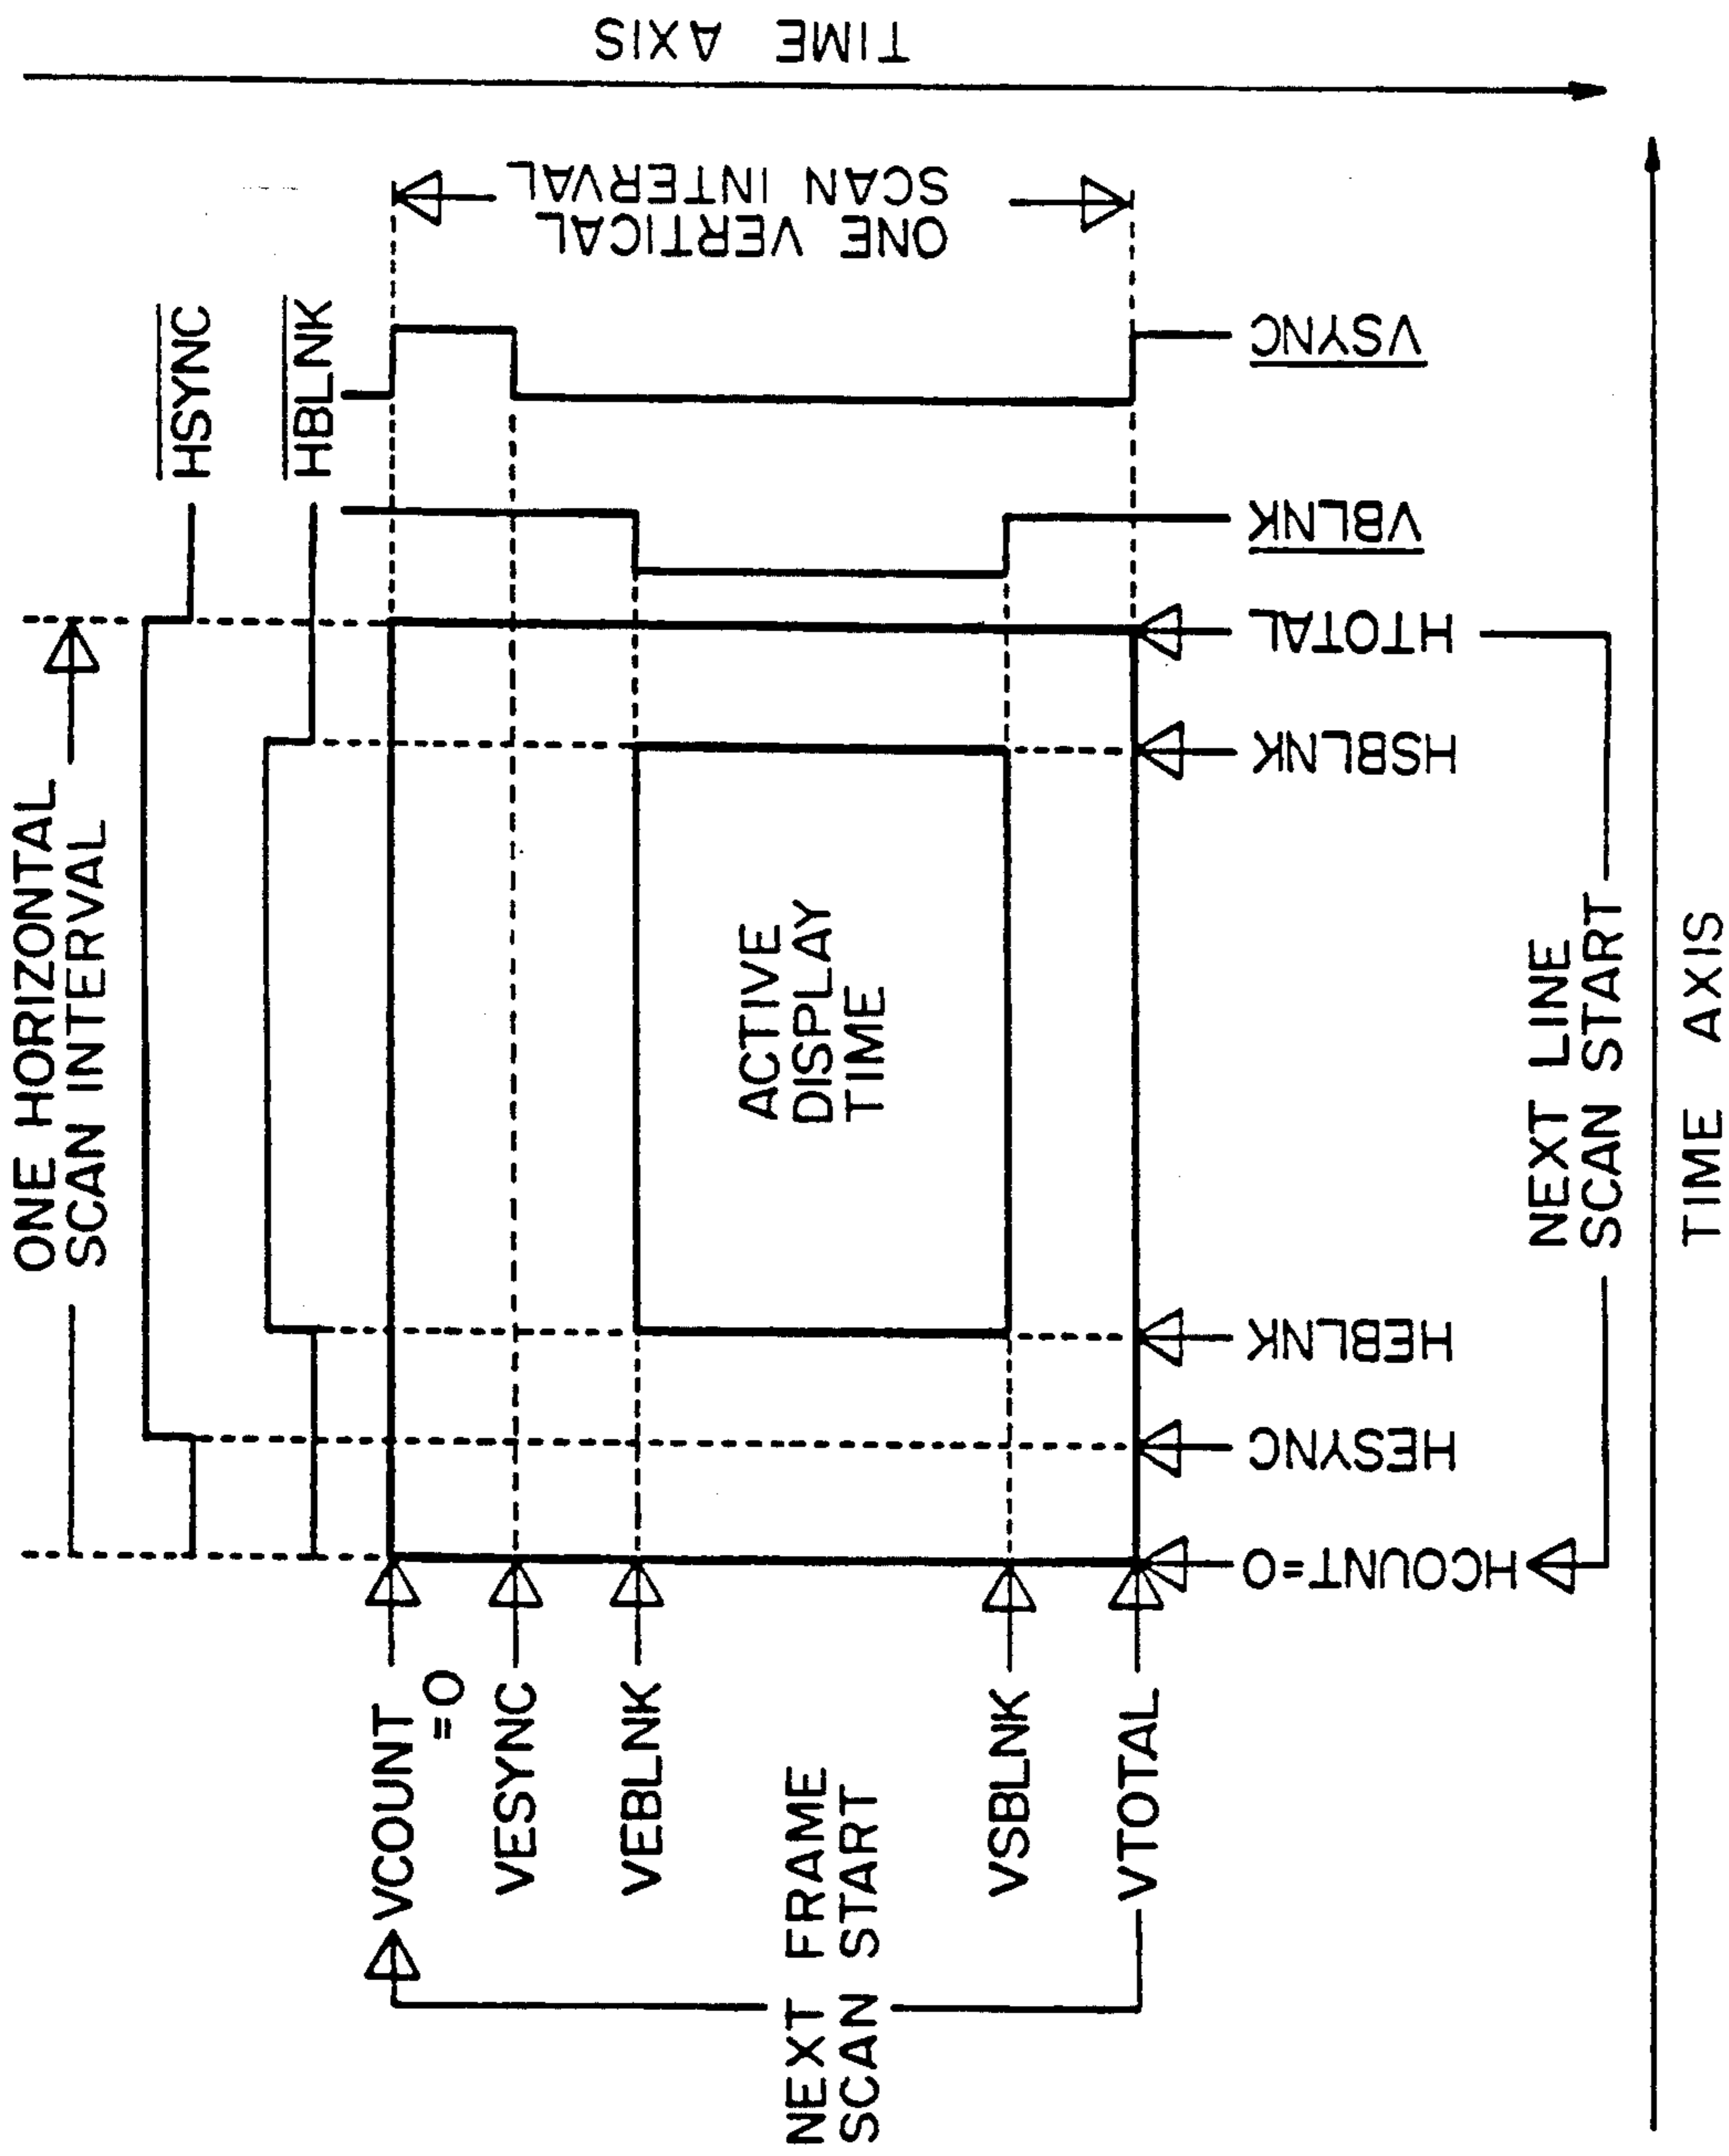 ONE HORIZONTAL
SCAN INTERVAL
HSYNC
HBLNK
VCOUNT
=0
VESYNC
VEBLNK
VSBLNK
VTOTAL
NEXT FRAME
SCAN START
ACTIVE
DISPLAY
TIME
ONE VERTICAL
SCAN INTERVAL
TIME AXIS
HCOUNT=0
HESYNC
HEBLNK
HSBLNK
HTOTAL
VBLNK
VSYNC
NEXT LINE
SCAN START
TIME AXIS